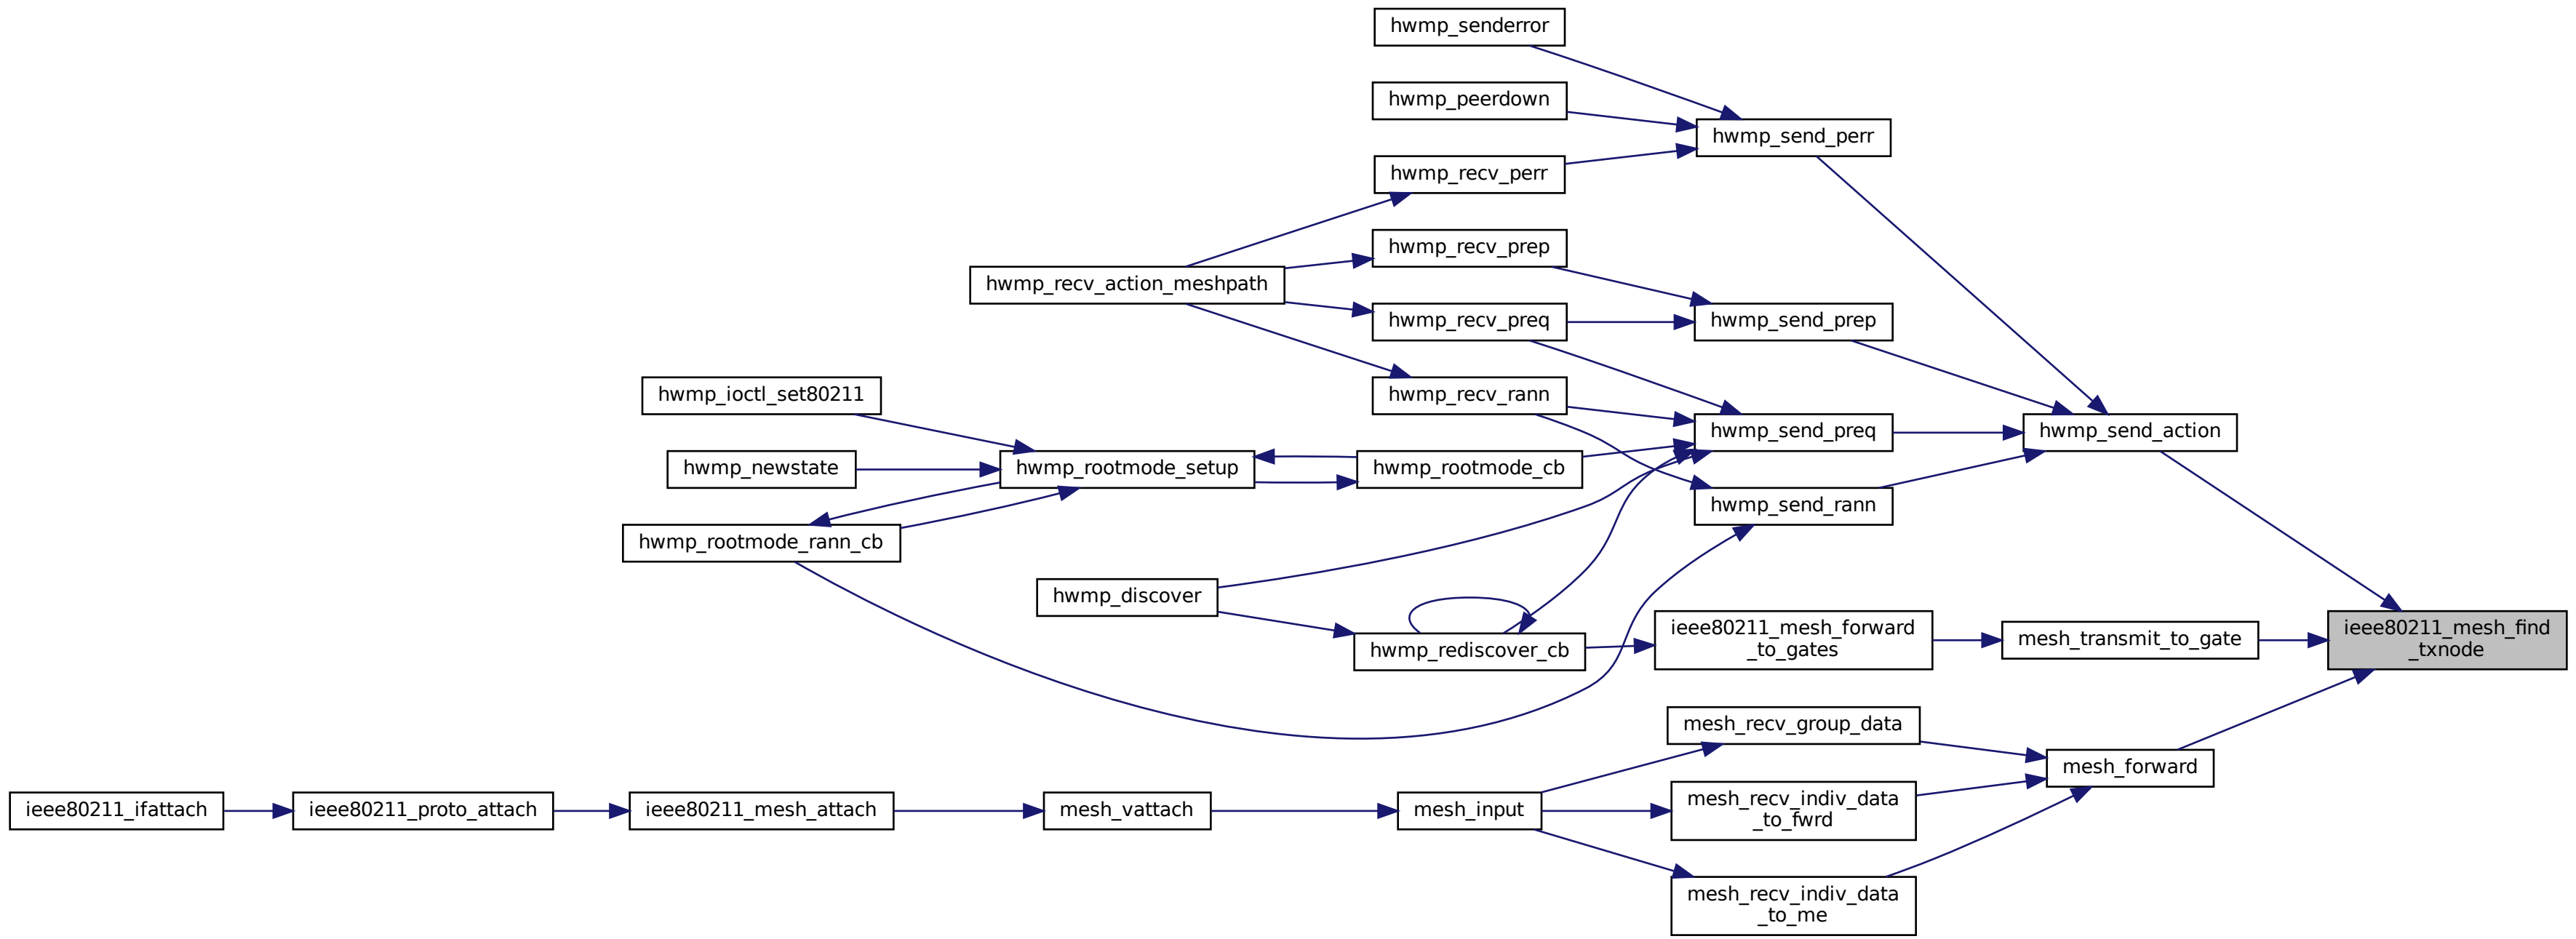 hwmp_senderror
hwmp_peerdown
hwmp_send_perr
hwmp_recv_perr
hwmp_recv_prep
hwmp_recv_action_meshpath
hwmp_recv_preq
hwmp_send_prep
hwmp_ioctl_set80211
hwmp_recv_rann
hwmp_send_preq
hwmp_send_action
hwmp_newstate
hwmp_rootmode_setup
hwmp_rootmode_cb
hwmp_send_rann
hwmp_rootmode_rann_cb
hwmp_discover
hwmp_rediscover_cb
ieee80211_mesh_forward
_to_gates
mesh_transmit_to_gate
ieee80211_mesh_find
_txnode
mesh_recv_group_data
mesh_forward
ieee80211_ifattach
ieee80211_proto_attach
ieee80211_mesh_attach
mesh_vattach
mesh_input
mesh_recv_indiv_data
_to_fwrd
mesh_recv_indiv_data
_to_me